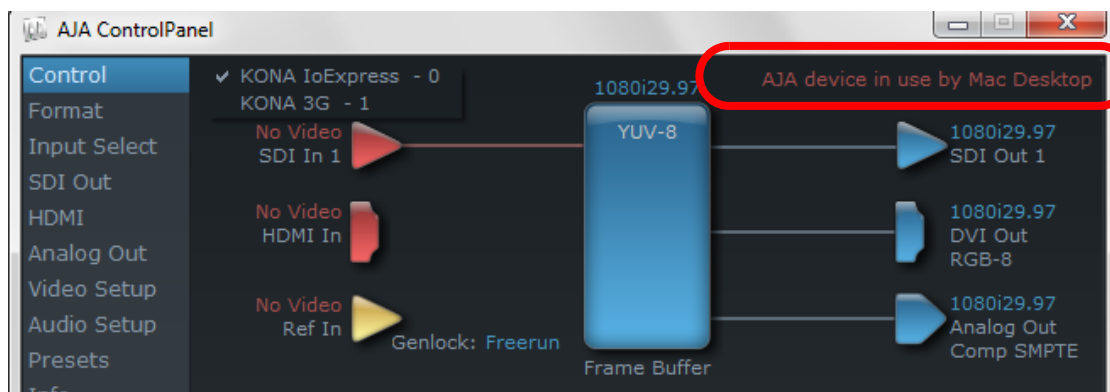 AJA ControlPanel
Control
Format
Input Select
SDI Out
HDMI
Analog Out
Video Setup
Audio Setup
Presets
Info
✔ KONA IoExpress - 0
KONA 3G - 1
AJA device in use by Mac Desktop
No Video
SDI In 1
No Video
HDMI In
No Video
Ref In
Genlock: Freerun
1080i29.97
YUV-8
Frame Buffer
1080i29.97
SDI Out 1
1080i29.97
DVI Out
RGB-8
1080i29.97
Analog Out
Comp SMPTE